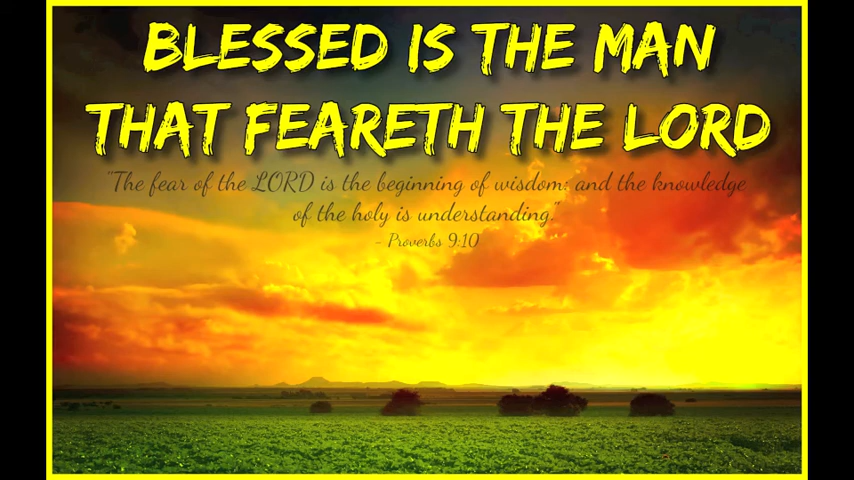 BLESSED IS THE MAN
THAT FEARETH THE LORD
"The fear of the LORD is the beginning of wisdom: and the knowledge
of the holy is understanding."
- Proverbs 9:10